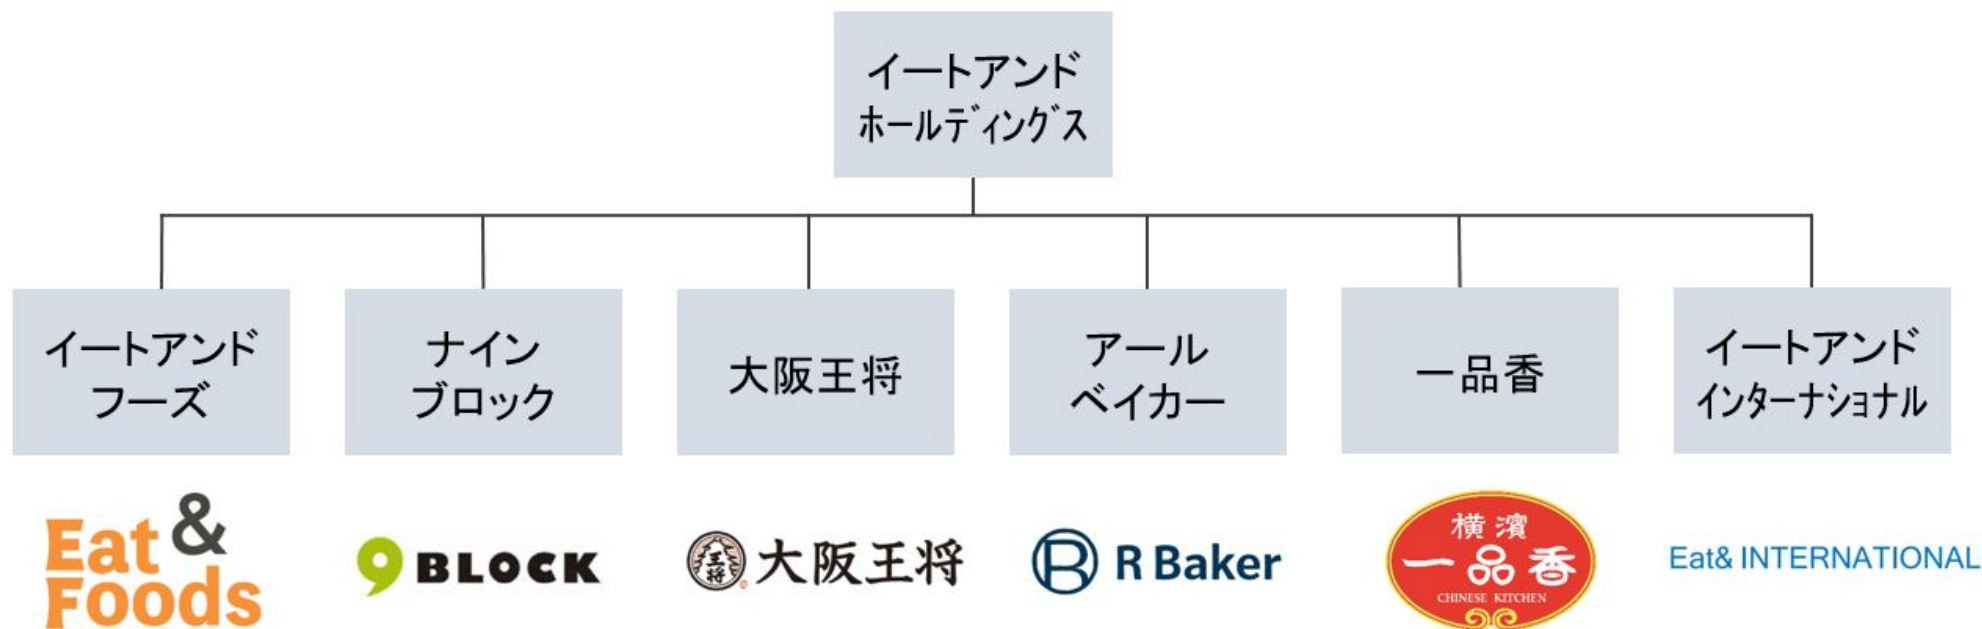 イートアンド
ﾎｰﾙﾃﾞｨﾝｸﾞｽ
イートアンド
フーズ
ナイン
ブロック
大阪王将
アール
ベイカー
一品香
イートアンド
ｲﾝﾀｰﾅｼｮﾅﾙ
Eat &
Foods
9 BLOCK
王将
大阪王将
R Baker
横濱
一品香
CHINESE KITCHEN
Eat& INTERNATIONAL